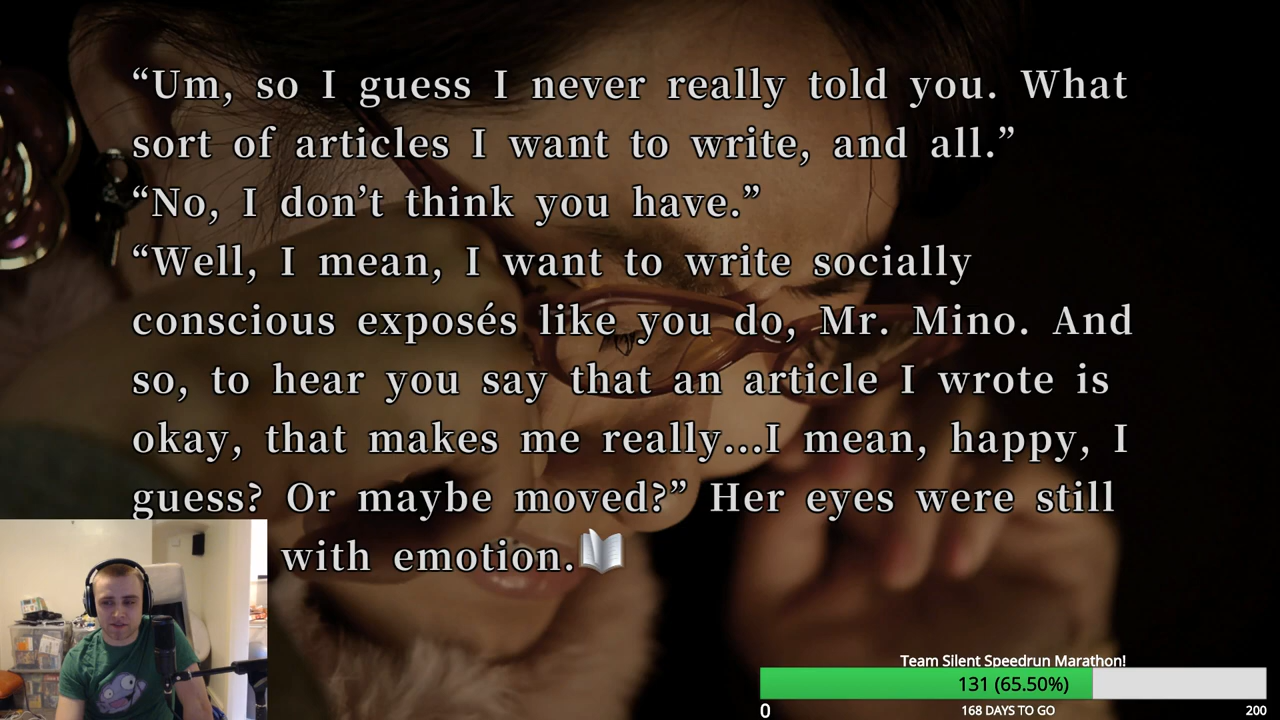 “Um, so I guess I never really told you. What
sort of articles I want to write, and all.”
“No, I don’t think you have.”
“Well, I mean, I want to write socially
conscious exposés like you do, Mr. Mino. And
so, to hear you say that an article I wrote is
okay, that makes me really...I mean, happy, I
guess? Or maybe moved?” Her eyes were still
with emotion.
Team Silent Speedrun Marathon!
131 (65.50%)
0 168 DAYS TO GO 200